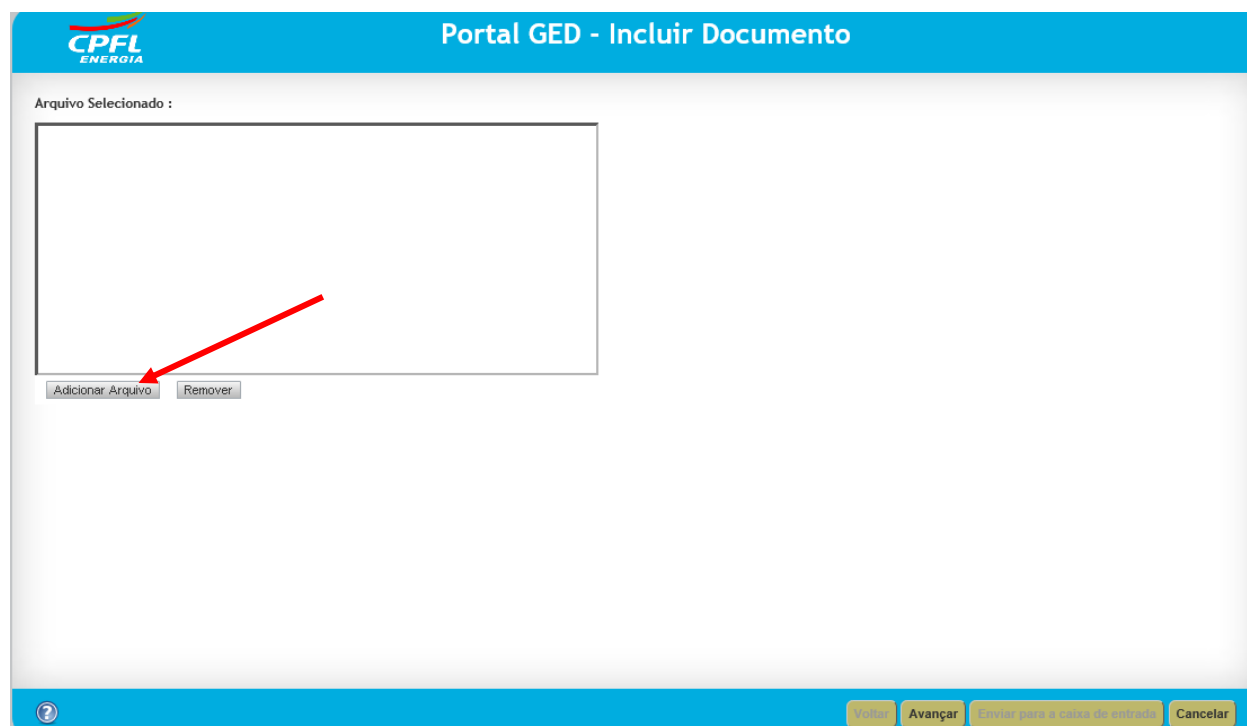 CPFL
ENERGIA
Portal GED - Incluir Documento
Arquivo Selecionado :
Adicionar Arquivo Remover
?
Voltar Avançar Enviar para a caixa de entrada Cancelar